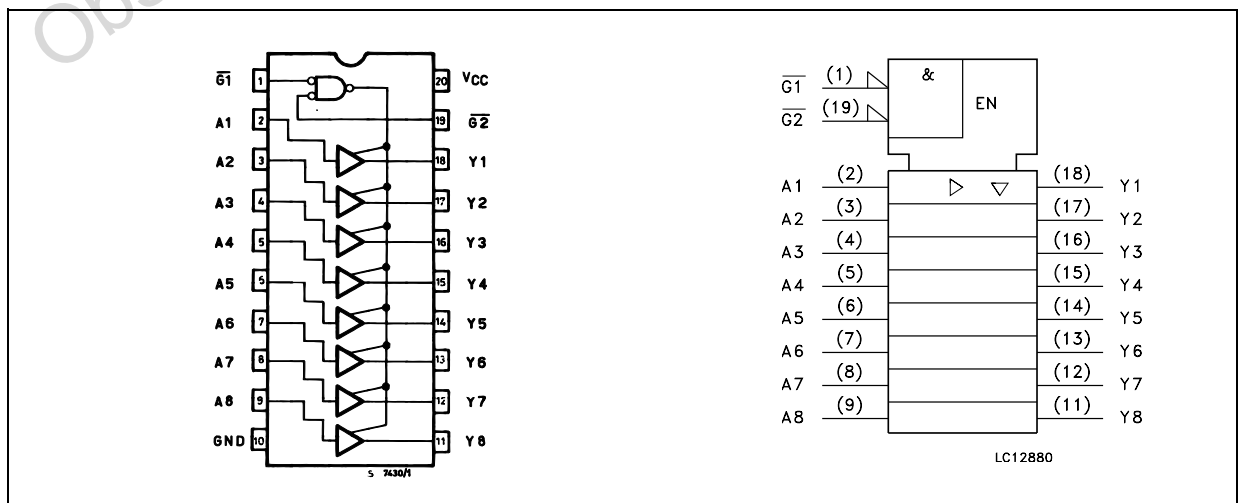 Obs
G1 1 20 VCC
A1 2 19 G2
A2 3 18 Y1
A3 4 17 Y2
A4 5 16 Y3
A5 6 15 Y4
A6 7 14 Y5
A7 8 13 Y6
A8 9 12 Y7
GND 10 11 Y8
S 7430/1
G1 (1) & EN
G2 (19)
A1 (2) (18) Y1
A2 (3) (17) Y2
A3 (4) (16) Y3
A4 (5) (15) Y4
A5 (6) (14) Y5
A6 (7) (13) Y6
A7 (8) (12) Y7
A8 (9) (11) Y8
LC12880